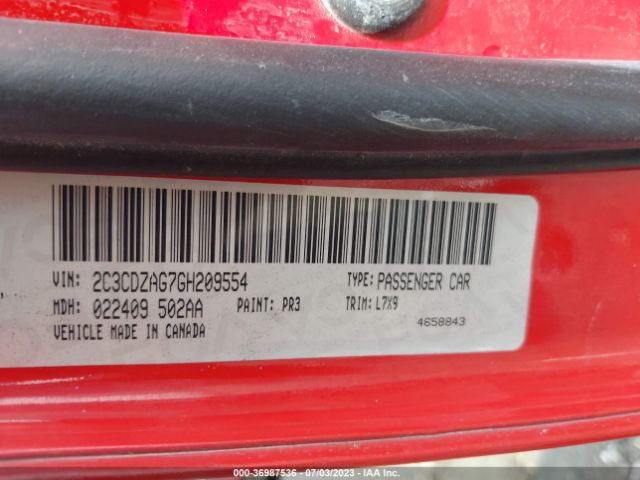 VIN: 2C3CDZAG7GH209554 TYPE: PASSENGER CAR
MDH: 022409 502AA PAINT: PR3 TRIM: L7X9
VEHICLE MADE IN CANADA 4658843
000-36987536 - 07/03/2023 - IAA Inc.